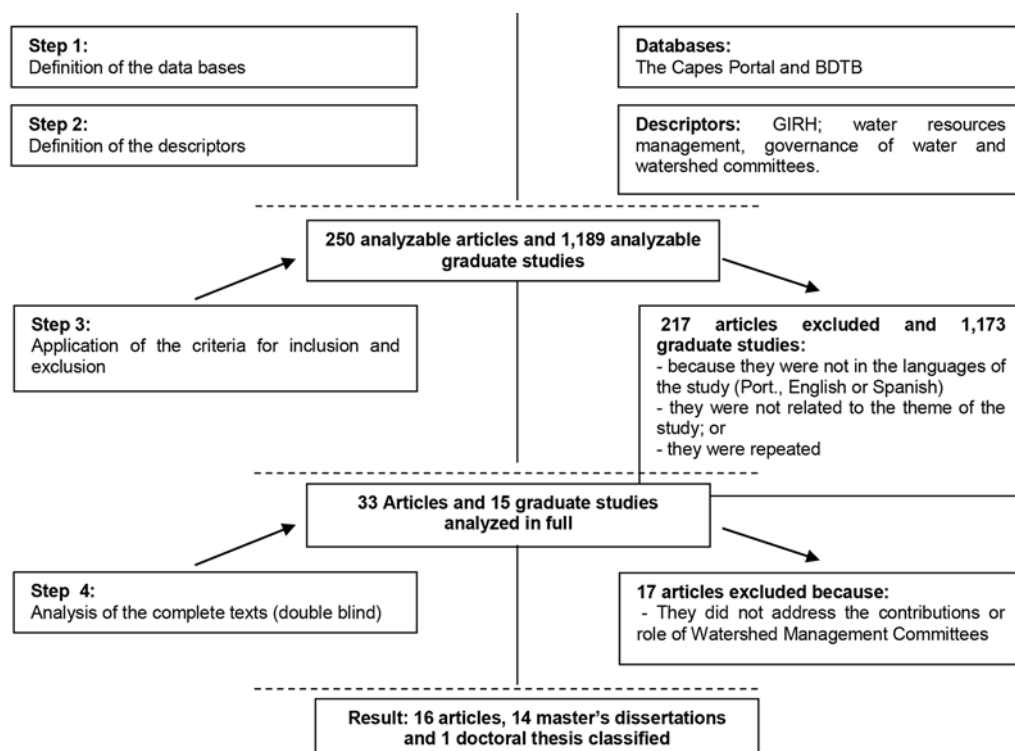 Step 1:
Definition of the data bases
Databases:
The Capes Portal and BDTB
Step 2:
Definition of the descriptors
Descriptors: GIRH; water resources
management, governance of water and
watershed committees.
250 analyzable articles and 1,189 analyzable
graduate studies
Step 3:
Application of the criteria for inclusion and
exclusion
217 articles excluded and 1,173
graduate studies:
- because they were not in the languages of
the study (Port., English or Spanish)
- they were not related to the theme of the
study; or
- they were repeated
33 Articles and 15 graduate studies
analyzed in full
Step 4:
Analysis of the complete texts (double blind)
17 articles excluded because:
- They did not address the contributions or
role of Watershed Management Committees
Result: 16 articles, 14 master's dissertations
and 1 doctoral thesis classified